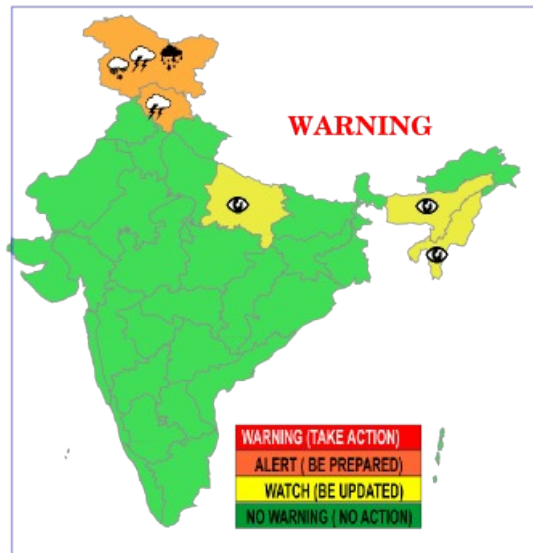 WARNING
WARNING (TAKE ACTION)
ALERT ( BE PREPARED)
WATCH (BE UPDATED)
NO WARNING ( NO ACTION)